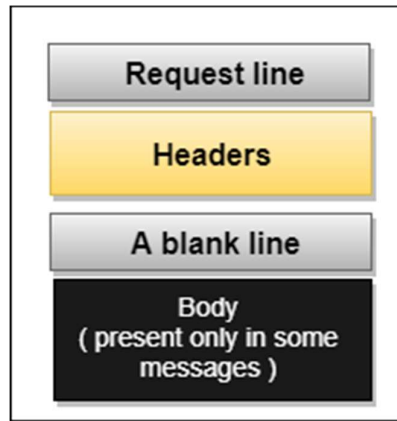 Request line
Headers
A blank line
Body
( present only in some
messages )